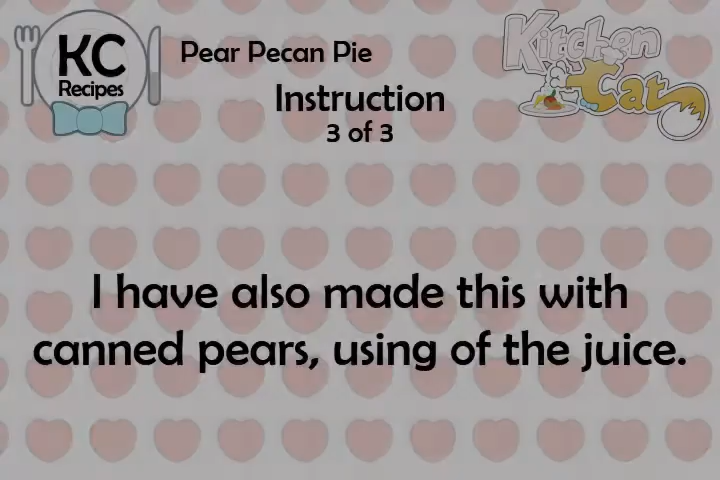 KC
Recipes
Pear Pecan Pie
Kitchen
Cat
Instruction
3 of 3
I have also made this with
canned pears, using of the juice.